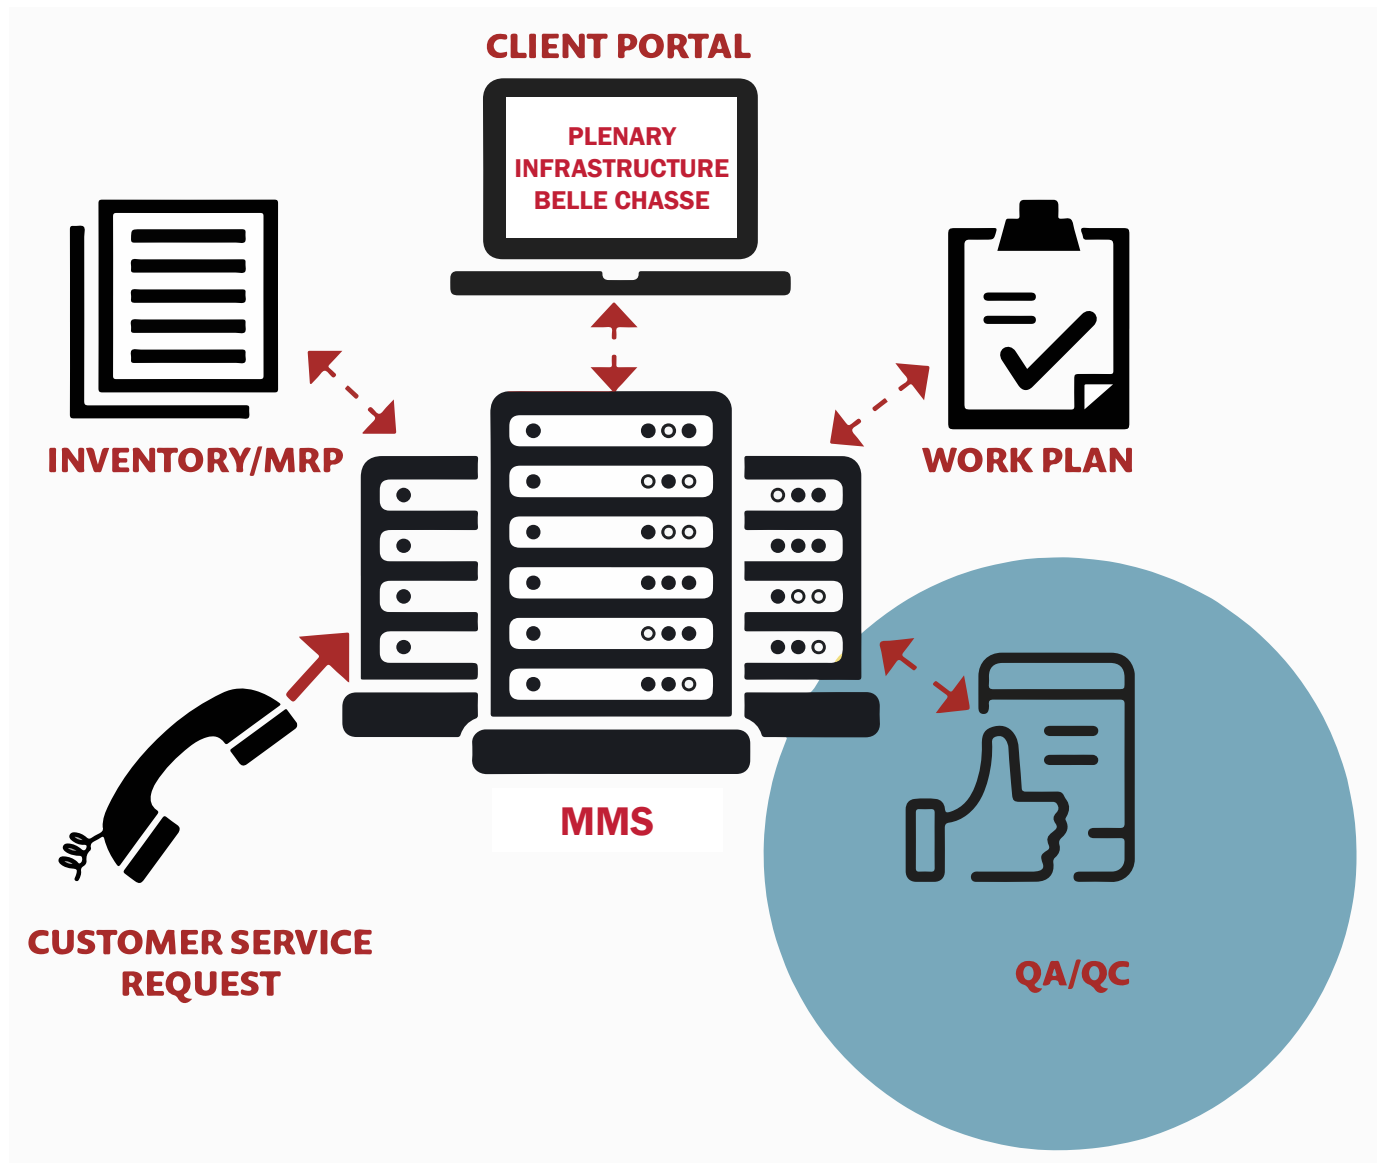 CLIENT PORTAL
PLENARY
INFRASTRUCTURE
BELLE CHASSE
INVENTORY/MRP
WORK PLAN
MMS
CUSTOMER SERVICE
REQUEST
QA/QC